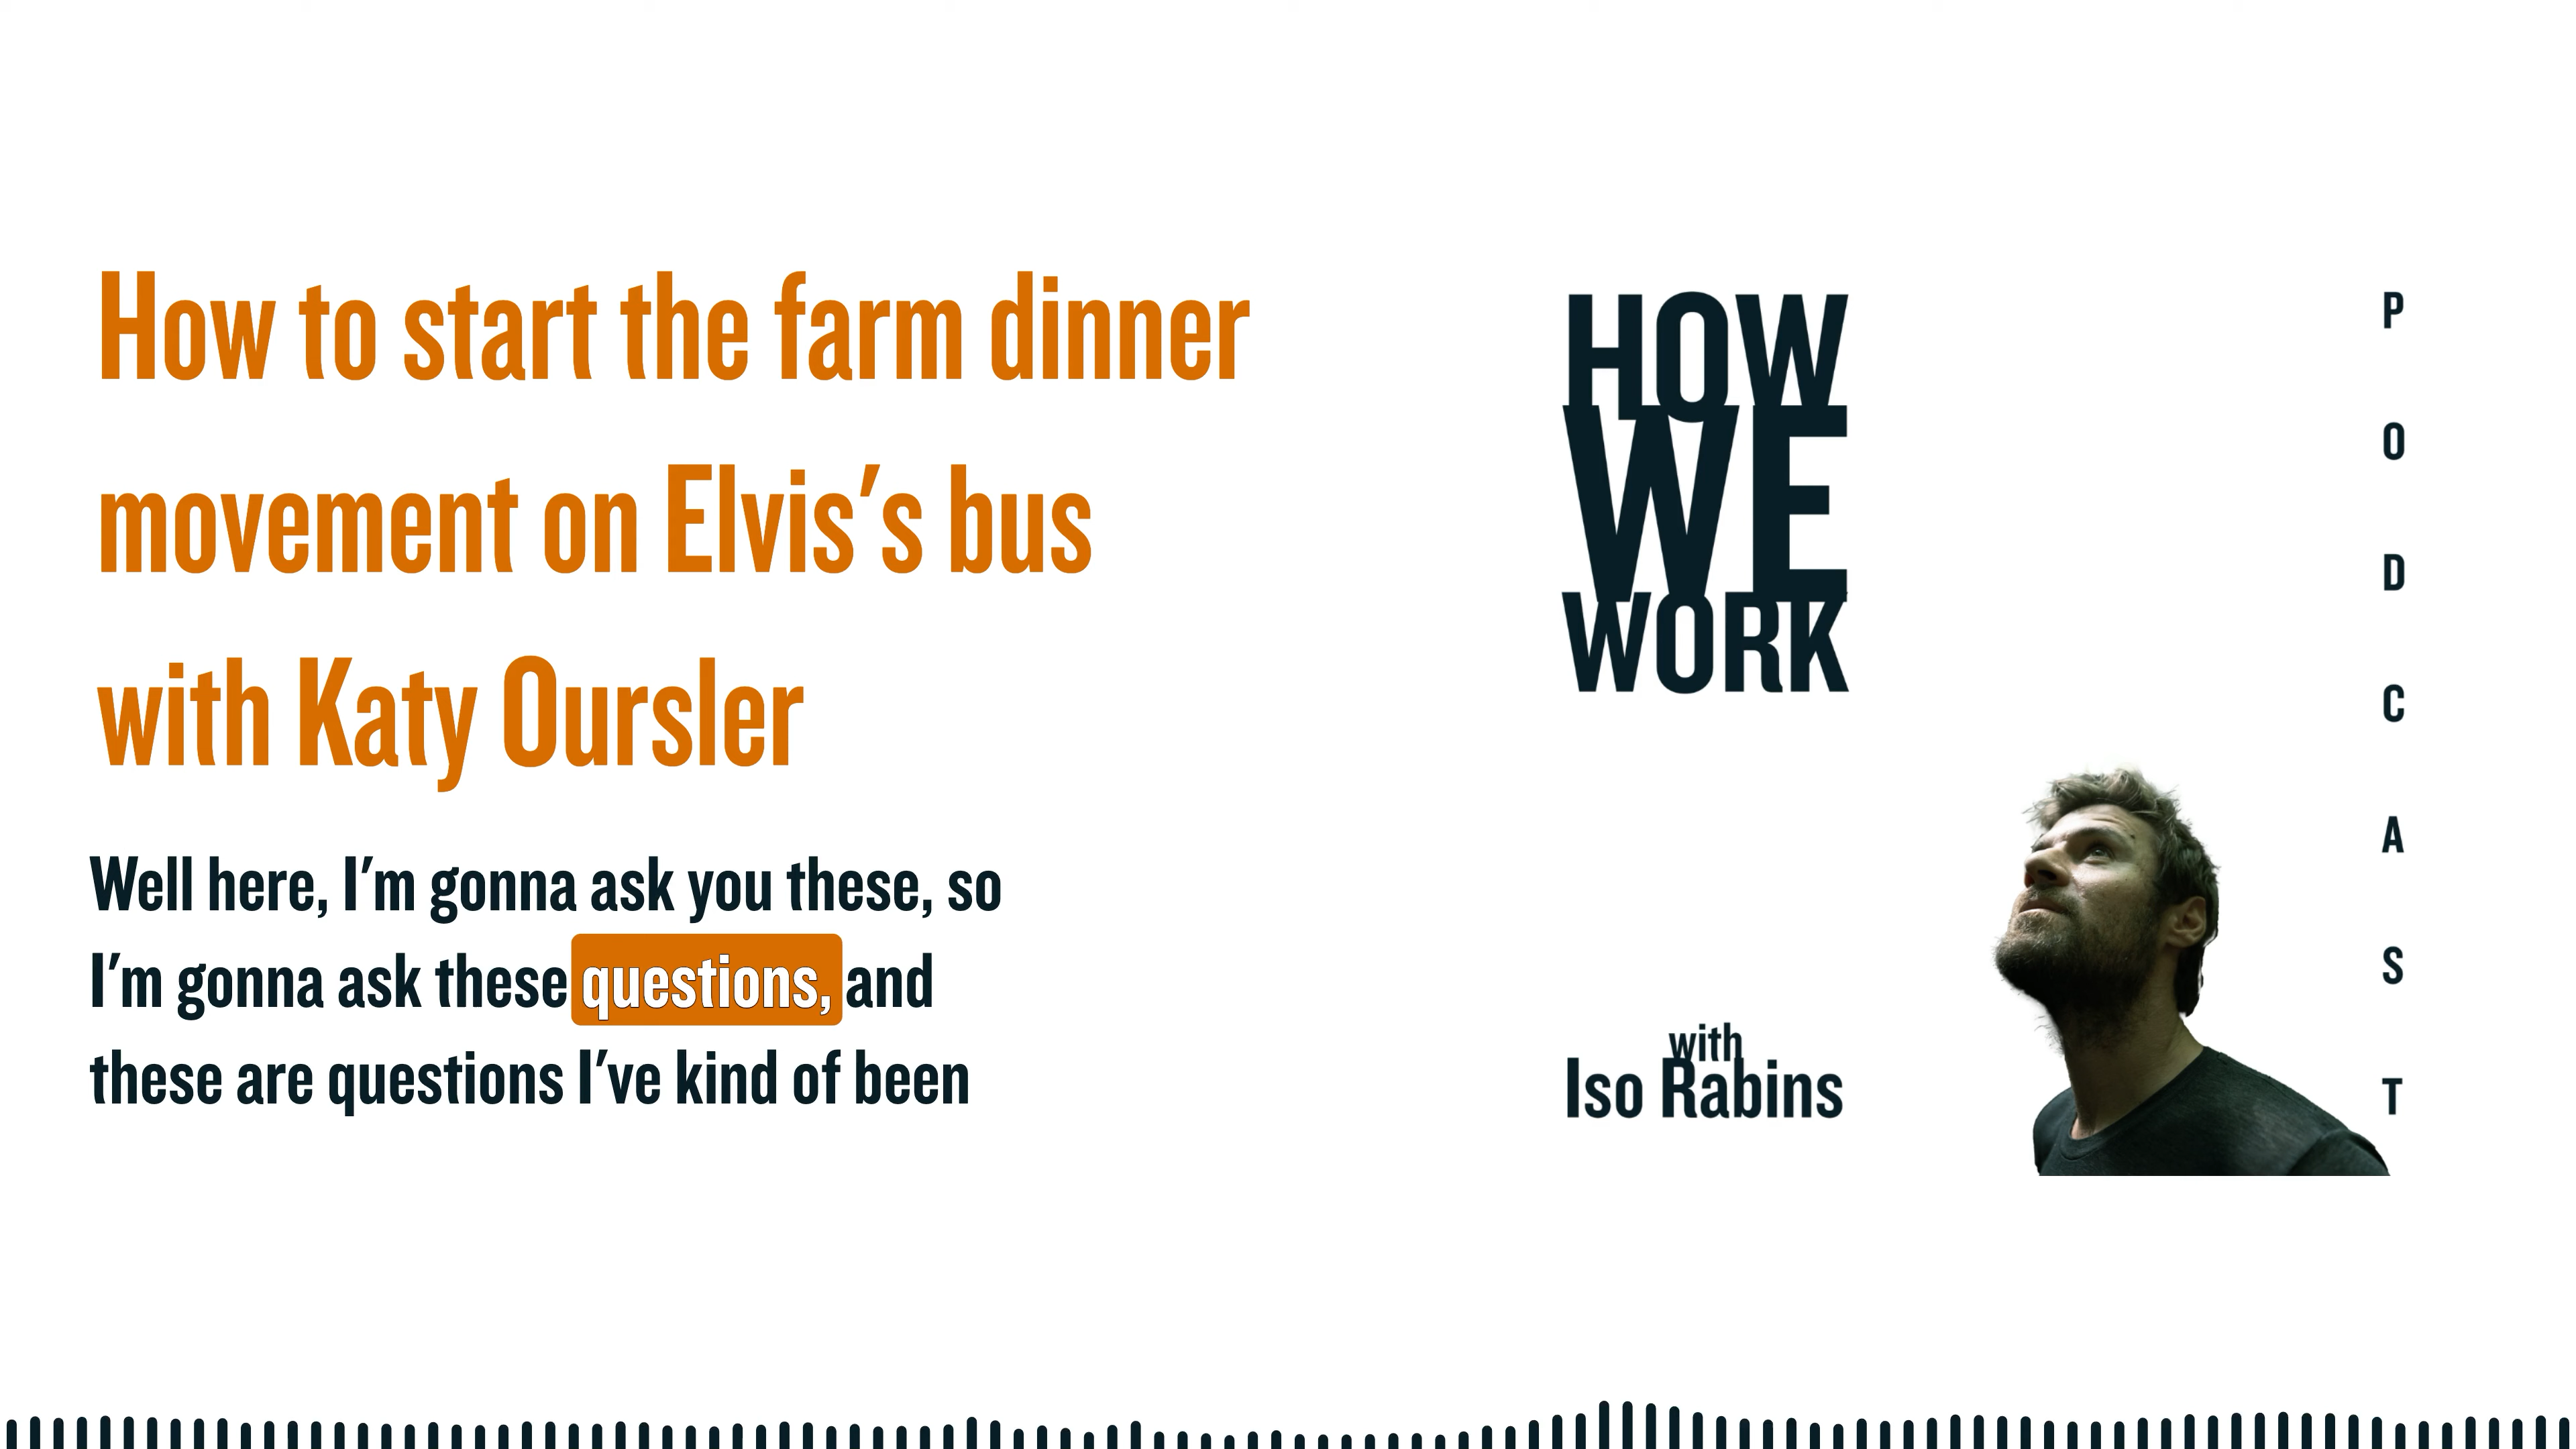 How to start the farm dinner
movement on Elvis's bus
with Katy Oursler
Well here, I'm gonna ask you these, so
I'm gonna ask these questions, and
these are questions I've kind of been
HOW
WE
WORK
with
Iso Rabins
PODCAST